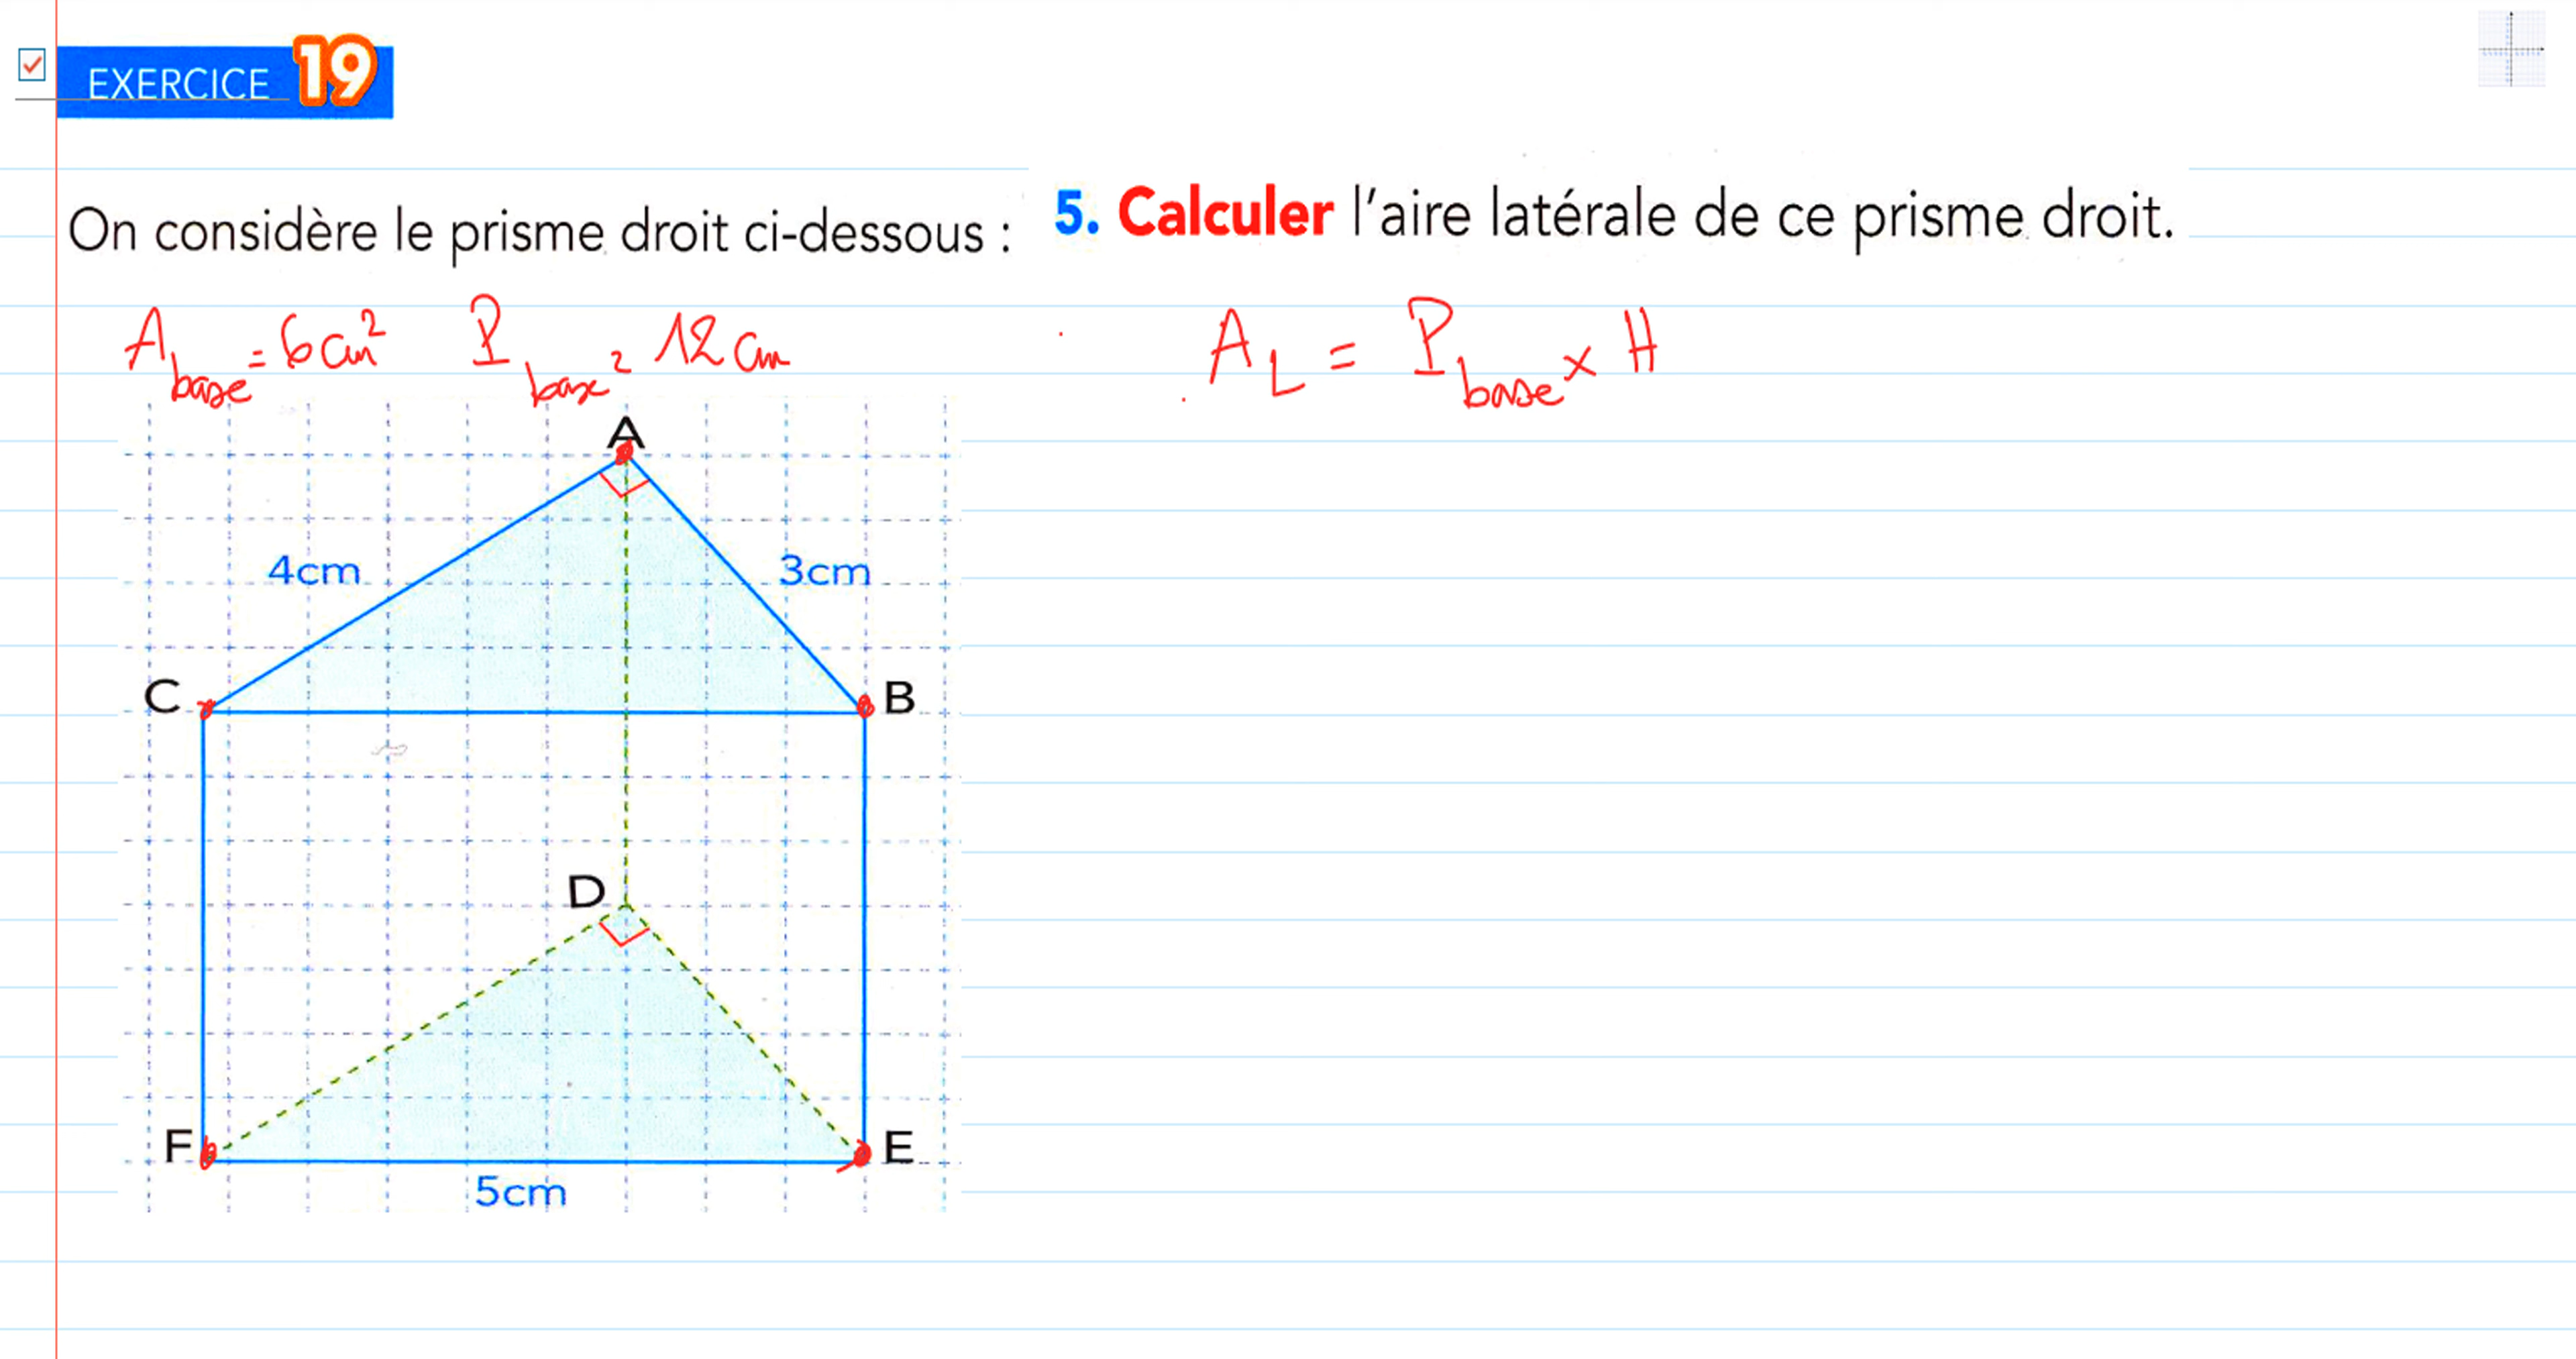 EXERCICE 19
On considère le prisme droit ci-dessous :
5. Calculer l'aire latérale de ce prisme droit.
A base = 6 cm² P base = 12 cm
A L = P base × H
A
4cm
3cm
C
B
D
F
E
5cm